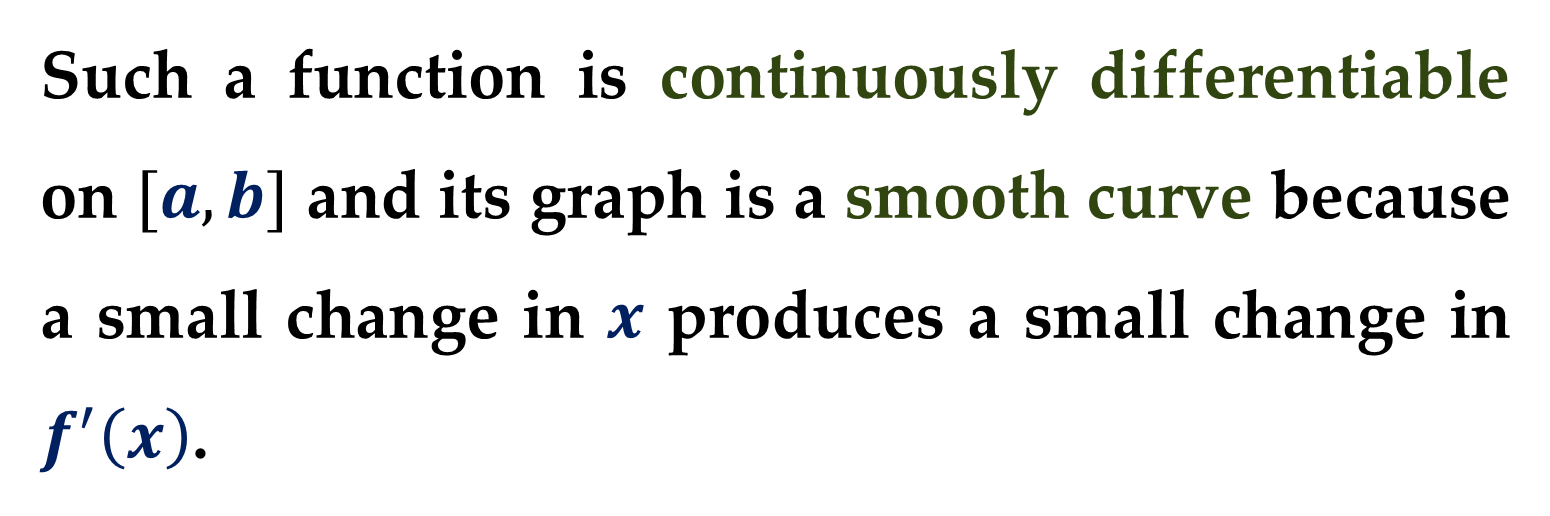 Such a function is continuously differentiable
on [a, b] and its graph is a smooth curve because
a small change in x produces a small change in
f′(x).